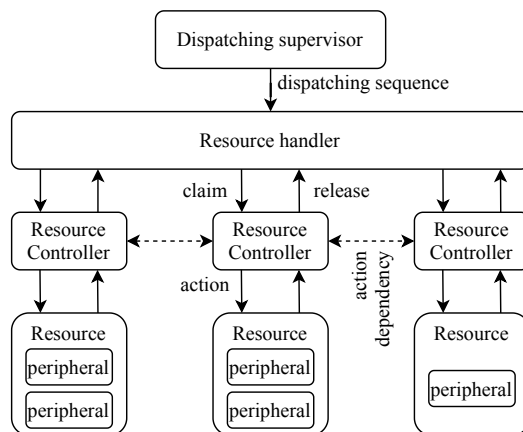 Dispatching supervisor
dispatching sequence
Resource handler
claim
release
Resource
Controller
Resource
Controller
Resource
Controller
action
action
dependency
Resource
peripheral
peripheral
Resource
peripheral
peripheral
Resource
peripheral